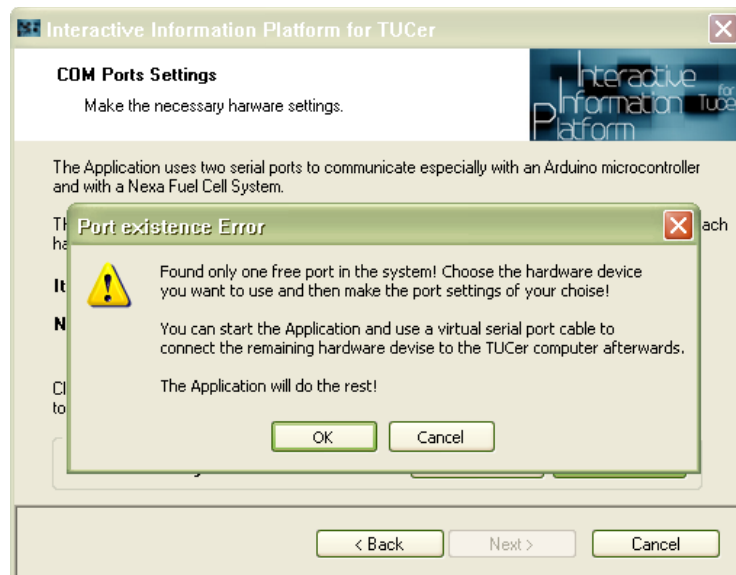 Interactive Information Platform for TUCer
COM Ports Settings
Make the necessary harware settings.
Interactive
Information for TUCer
Platform
The Application uses two serial ports to communicate especially with an Arduino microcontroller
and with a Nexa Fuel Cell System.
Port existence Error
Found only one free port in the system! Choose the hardware device
you want to use and then make the port settings of your choise!
You can start the Application and use a virtual serial port cable to
connect the remaining hardware devise to the TUCer computer afterwards.
The Application will do the rest!
OK
Cancel
< Back
Next >
Cancel